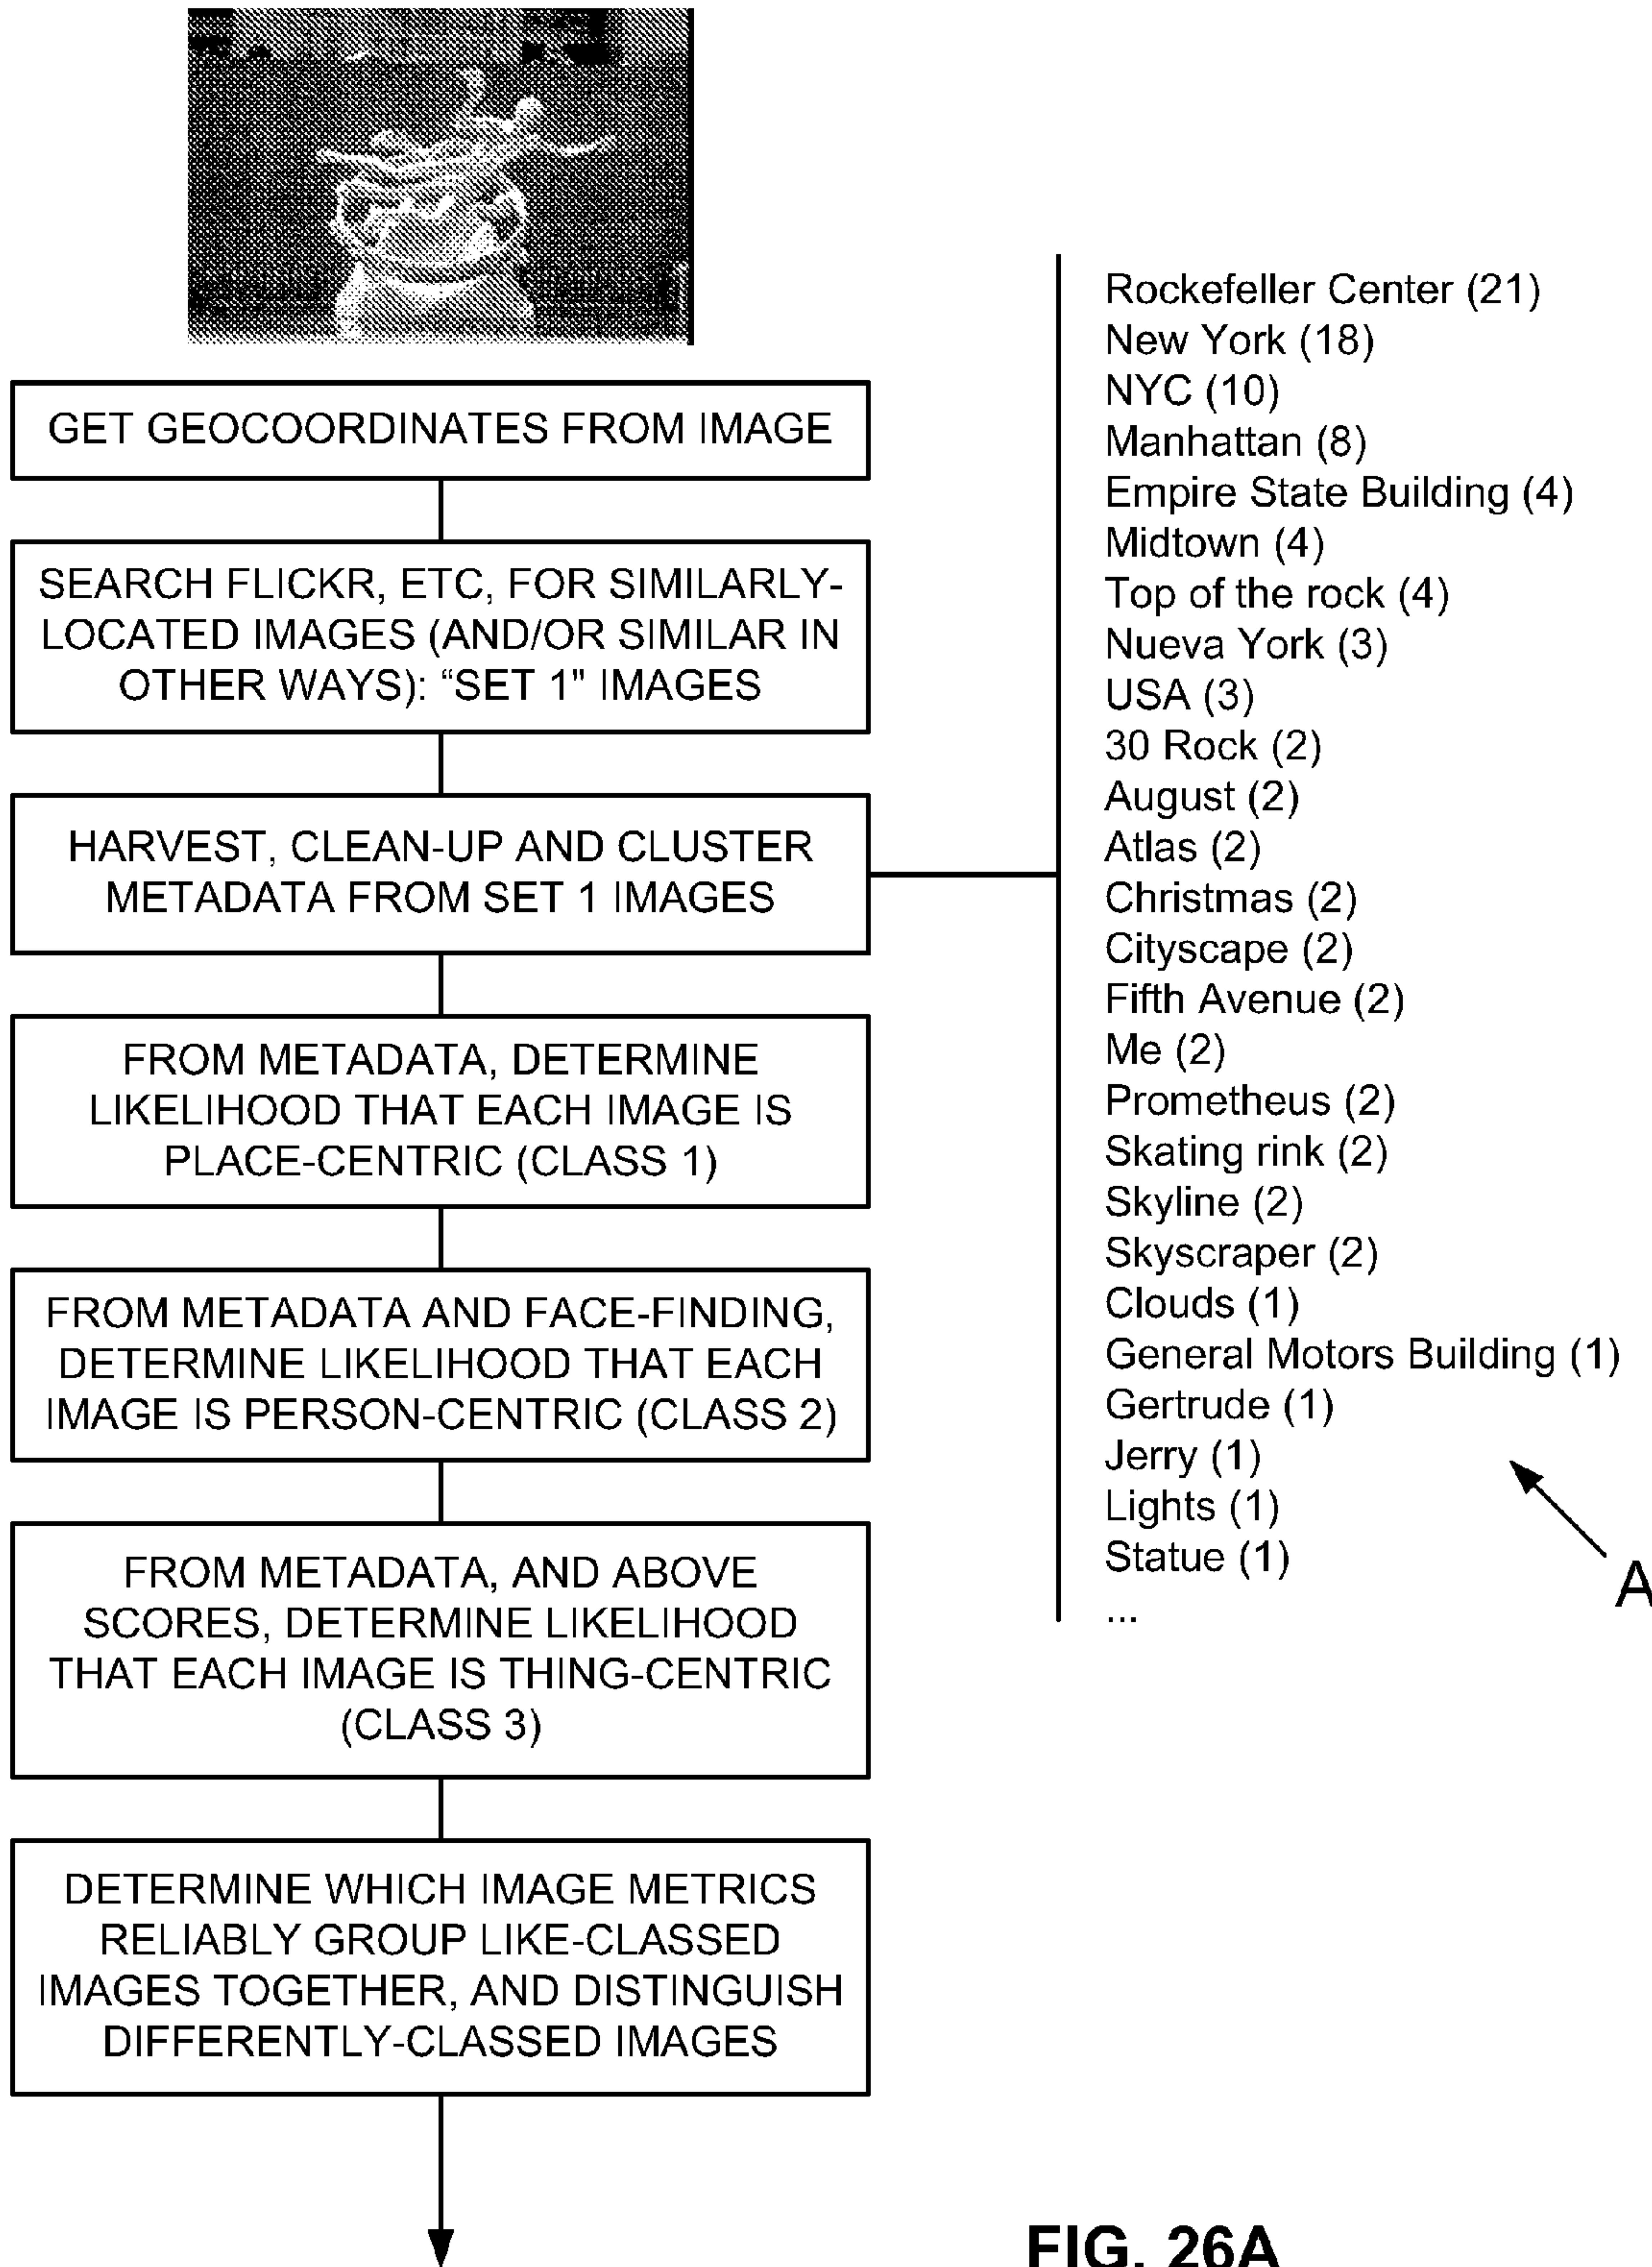 GET GEOCOORDINATES FROM IMAGE
SEARCH FLICKR, ETC, FOR SIMILARLY-
LOCATED IMAGES (AND/OR SIMILAR IN
OTHER WAYS): “SET 1" IMAGES
HARVEST, CLEAN-UP AND CLUSTER
METADATA FROM SET 1 IMAGES
FROM METADATA, DETERMINE
LIKELIHOOD THAT EACH IMAGE IS
PLACE-CENTRIC (CLASS 1)
FROM METADATA AND FACE-FINDING,
DETERMINE LIKELIHOOD THAT EACH
IMAGE IS PERSON-CENTRIC (CLASS 2)
FROM METADATA, AND ABOVE
SCORES, DETERMINE LIKELIHOOD
THAT EACH IMAGE IS THING-CENTRIC
(CLASS 3)
DETERMINE WHICH IMAGE METRICS
RELIABLY GROUP LIKE-CLASSED
IMAGES TOGETHER, AND DISTINGUISH
DIFFERENTLY-CLASSED IMAGES
Rockefeller Center (21)
New York (18)
NYC (10)
Manhattan (8)
Empire State Building (4)
Midtown (4)
Top of the rock (4)
Nueva York (3)
USA (3)
30 Rock (2)
August (2)
Atlas (2)
Christmas (2)
Cityscape (2)
Fifth Avenue (2)
Me (2)
Prometheus (2)
Skating rink (2)
Skyline (2)
Skyscraper (2)
Clouds (1)
General Motors Building (1)
Gertrude (1)
Jerry (1)
Lights (1)
Statue (1)
...
A
FIG. 26A